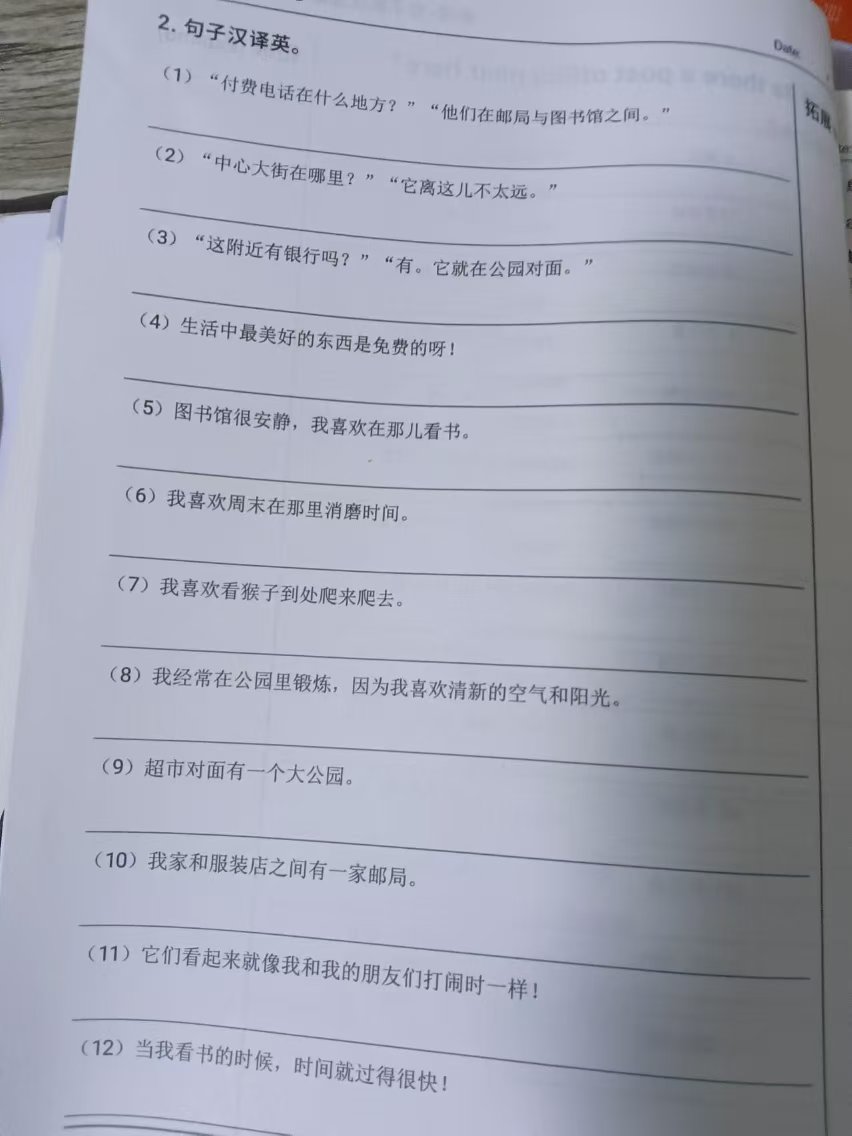 Date:
2. 句子汉译英。
拓展
(1)“付费电话在什么地方？”“他们在邮局与图书馆之间。”
(2)“中心大街在哪里？”“它离这儿不太远。”
(3)“这附近有银行吗？”“有。它就在公园对面。”
(4)生活中最美好的东西是免费的呀！
(5)图书馆很安静，我喜欢在那儿看书。
(6)我喜欢周末在那里消磨时间。
(7)我喜欢看猴子到处爬来爬去。
(8)我经常在公园里锻炼，因为我喜欢清新的空气和阳光。
(9)超市对面有一个大公园。
(10)我家和服装店之间有一家邮局。
(11)它们看起来就像我和我的朋友们打闹时一样！
(12)当我看书的时候，时间就过得很快！